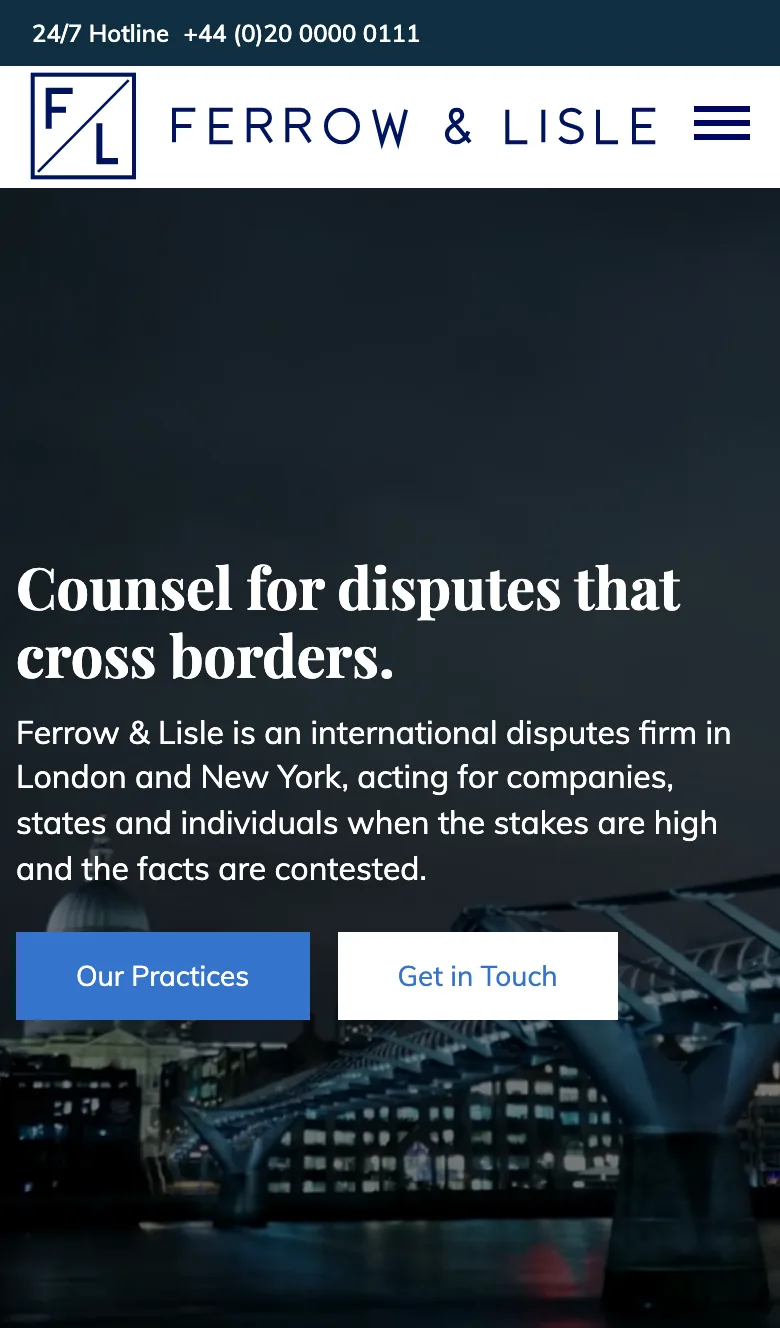 24/7 Hotline +44 (0)20 0000 0111
F/L FERROW & LISLE
Counsel for disputes that
cross borders.
Ferrow & Lisle is an international disputes firm in
London and New York, acting for companies,
states and individuals when the stakes are high
and the facts are contested.
Our Practices Get in Touch